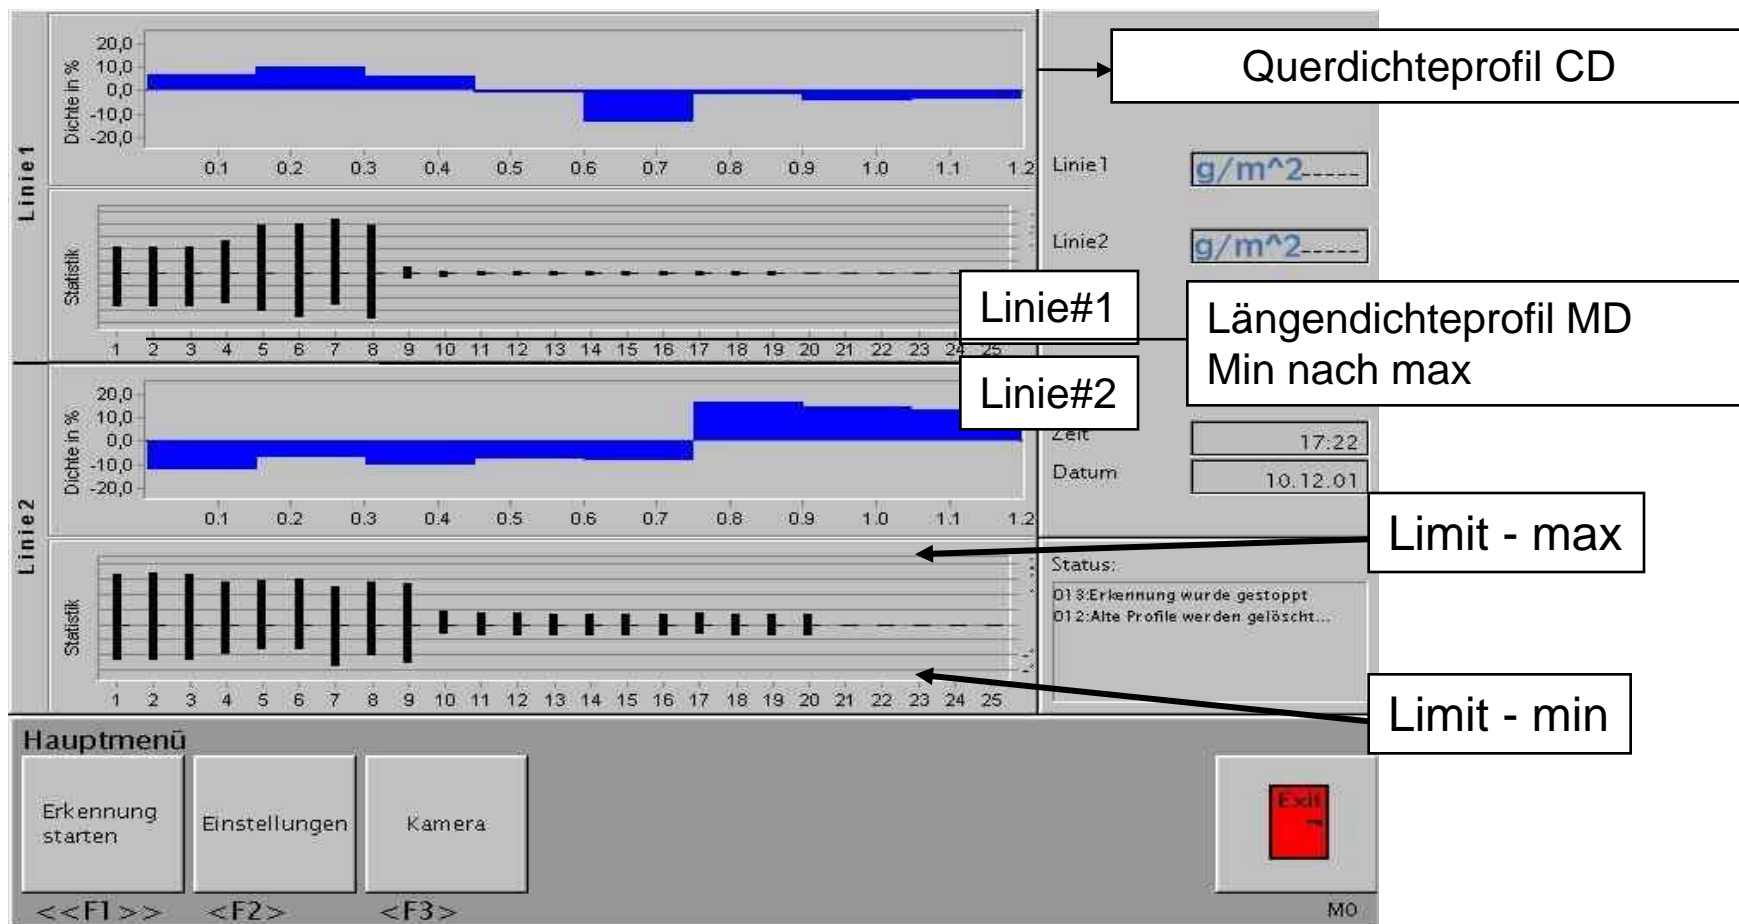 Linie1
Dichte in %
20,0
10,0
0,0
-10,0
-20,0
0.1 0.2 0.3 0.4 0.5 0.6 0.7 0.8 0.9 1.0 1.1 1.2
Querdichteprofil CD
Linie1
g/m^2-----
Linie2
g/m^2-----
Statistik
1 2 3 4 5 6 7 8 9 10 11 12 13 14 15 16 17 18 19 20 21 22 23 24 25
Linie#1
Längendichteprofil MD
Min nach max
Linie#2
Linie2
Dichte in %
20,0
10,0
0,0
-10,0
-20,0
0.1 0.2 0.3 0.4 0.5 0.6 0.7 0.8 0.9 1.0 1.1 1.2
Zeit
17:22
Datum
10.12.01
Limit - max
Statistik
1 2 3 4 5 6 7 8 9 10 11 12 13 14 15 16 17 18 19 20 21 22 23 24 25
Status:
013:Erkennung wurde gestoppt
012:Alte Profile werden gelöscht...
Limit - min
Hauptmenü
Erkennung
starten
Einstellungen
Kamera
Exit
<<F1>> <F2> <F3>
M0